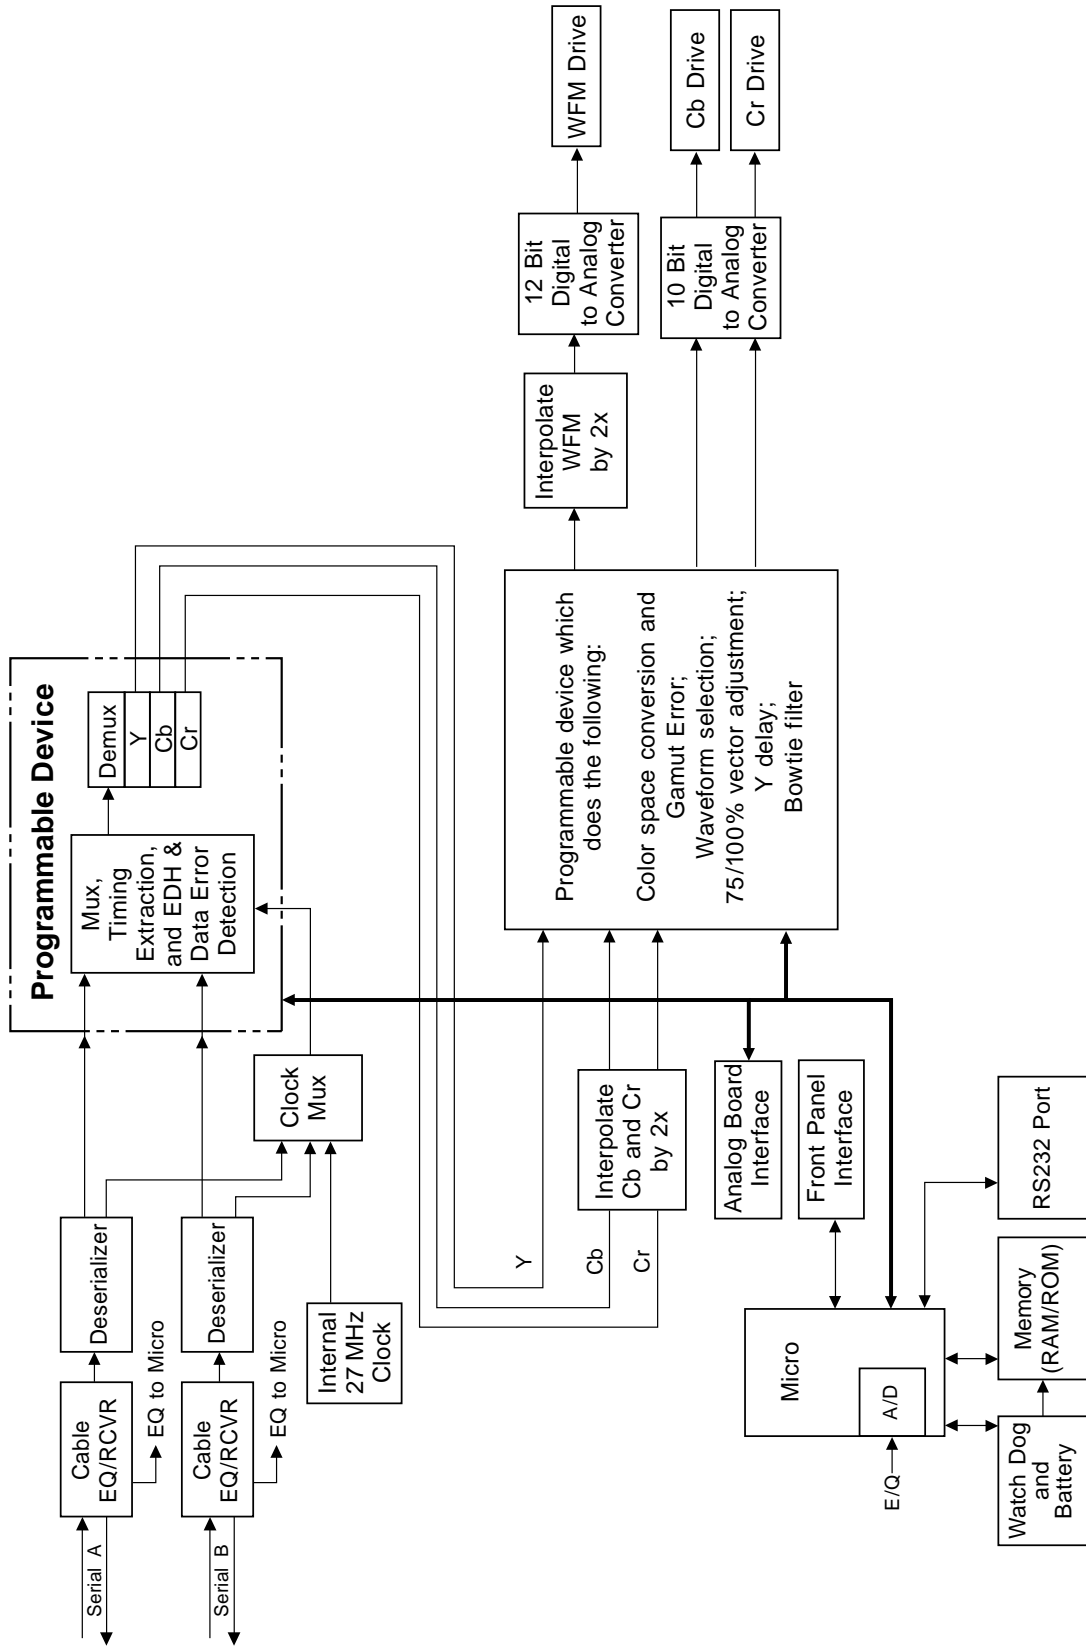 Serial A
Cable
EQ/RCVR
EQ to Micro
Deserializer
Serial B
Cable
EQ/RCVR
EQ to Micro
Deserializer
Internal
27 MHz
Clock
Clock
Mux
Programmable Device
Mux,
Timing
Extraction,
and EDH &
Data Error
Detection
Demux
Y
Cb
Cr
Y
Cb
Cr
Interpolate
Cb and Cr
by 2x
Programmable device which
does the following:
Color space conversion and
Gamut Error;
Waveform selection;
75/100% vector adjustment;
Y delay;
Bowtie filter
Interpolate
WFM
by 2x
12 Bit
Digital
to Analog
Converter
WFM Drive
10 Bit
Digital
to Analog
Converter
Cb Drive
Cr Drive
Analog Board
Interface
Front Panel
Interface
Micro
A/D
E/Q
RS232 Port
Memory
(RAM/ROM)
Watch Dog
and
Battery